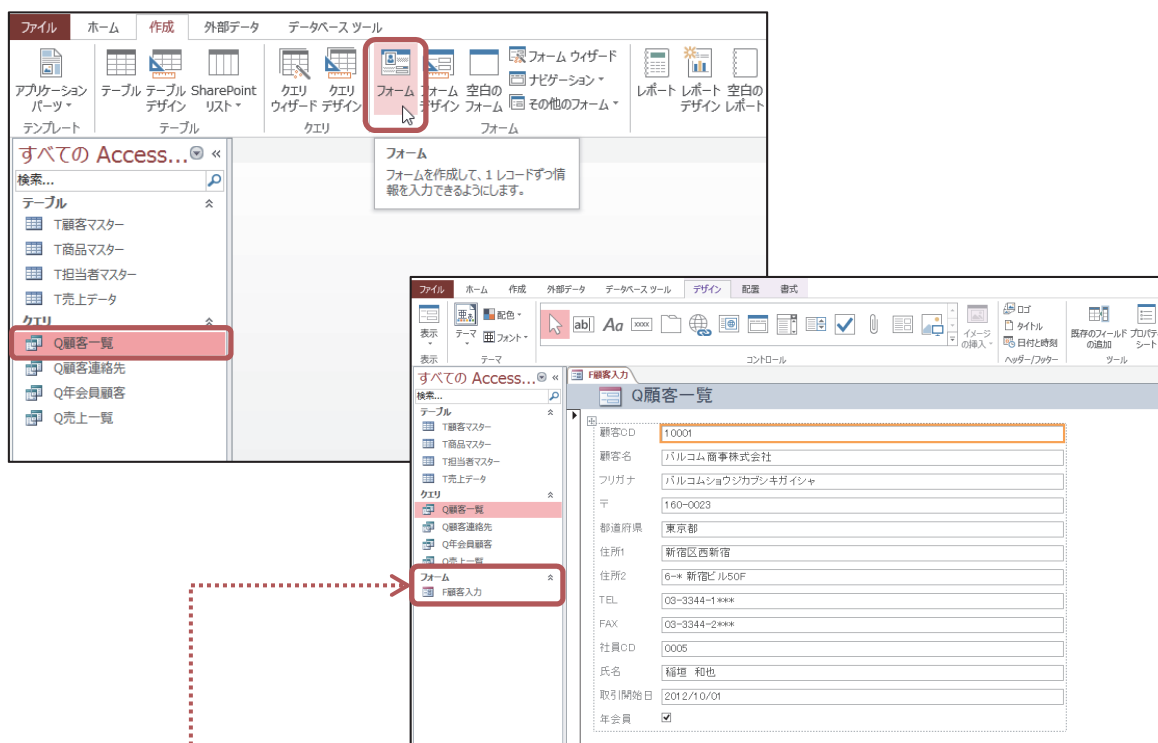 ファイル ホーム 作成 外部データ データベース ツール
アプリケーション パーツ テーブル テーブル デザイン SharePoint リスト クエリ ウィザード クエリ デザイン フォーム フォーム デザイン 空白の フォーム
フォーム ウィザード
ナビゲーション
その他のフォーム
レポート レポート デザイン 空白の レポート
テンプレート テーブル クエリ フォーム
フォーム
フォームを作成して、1 レコードずつ情
報を入力できるようにします。
すべての Access... «
検索...
テーブル
T顧客マスター
T商品マスター
T担当者マスター
T売上データ
クエリ
Q顧客一覧
Q顧客連絡先
Q年会員顧客
Q売上一覧
ファイル ホーム 作成 外部データ データベース ツール デザイン 配置 書式
表示 テーマ 配色 フォント
ab| Aa xxxx
イメージ の挿入
ロゴ
タイトル
日付と時刻
既存のフィールド の追加 プロパテ シート
表示 テーマ コントロール ヘッダー/フッター ツール
すべての Access... «
検索...
テーブル
T顧客マスター
T商品マスター
T担当者マスター
T売上データ
クエリ
Q顧客一覧
Q顧客連絡先
Q年会員顧客
Q売上一覧
フォーム
F顧客入力
F顧客入力
Q顧客一覧
顧客CD 10001
顧客名 バルコム商事株式会社
フリガナ バルコムショウジカブシキガイシャ
〒 160-0023
都道府県 東京都
住所1 新宿区西新宿
住所2 6-* 新宿ビル50F
TEL 03-3344-1***
FAX 03-3344-2***
社員CD 0005
氏名 稲垣 和也
取引開始日 2012/10/01
年会員